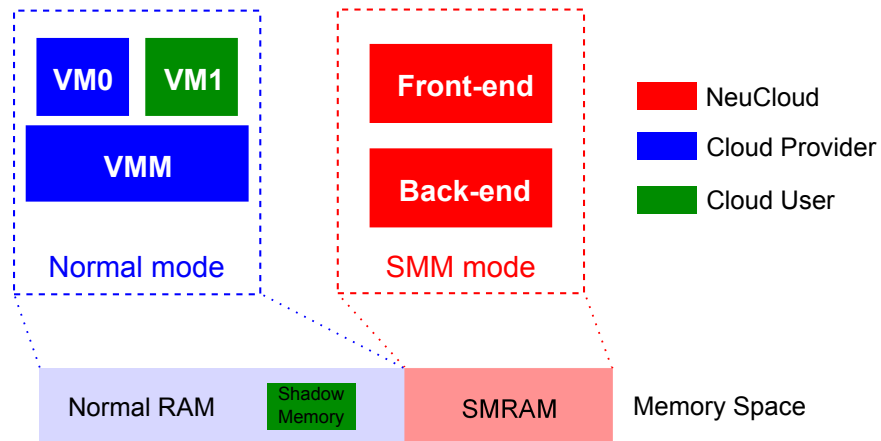 VM0
VM1
VMM
Normal mode
Front-end
Back-end
SMM mode
NeuCloud
Cloud Provider
Cloud User
Normal RAM
Shadow
Memory
SMRAM
Memory Space